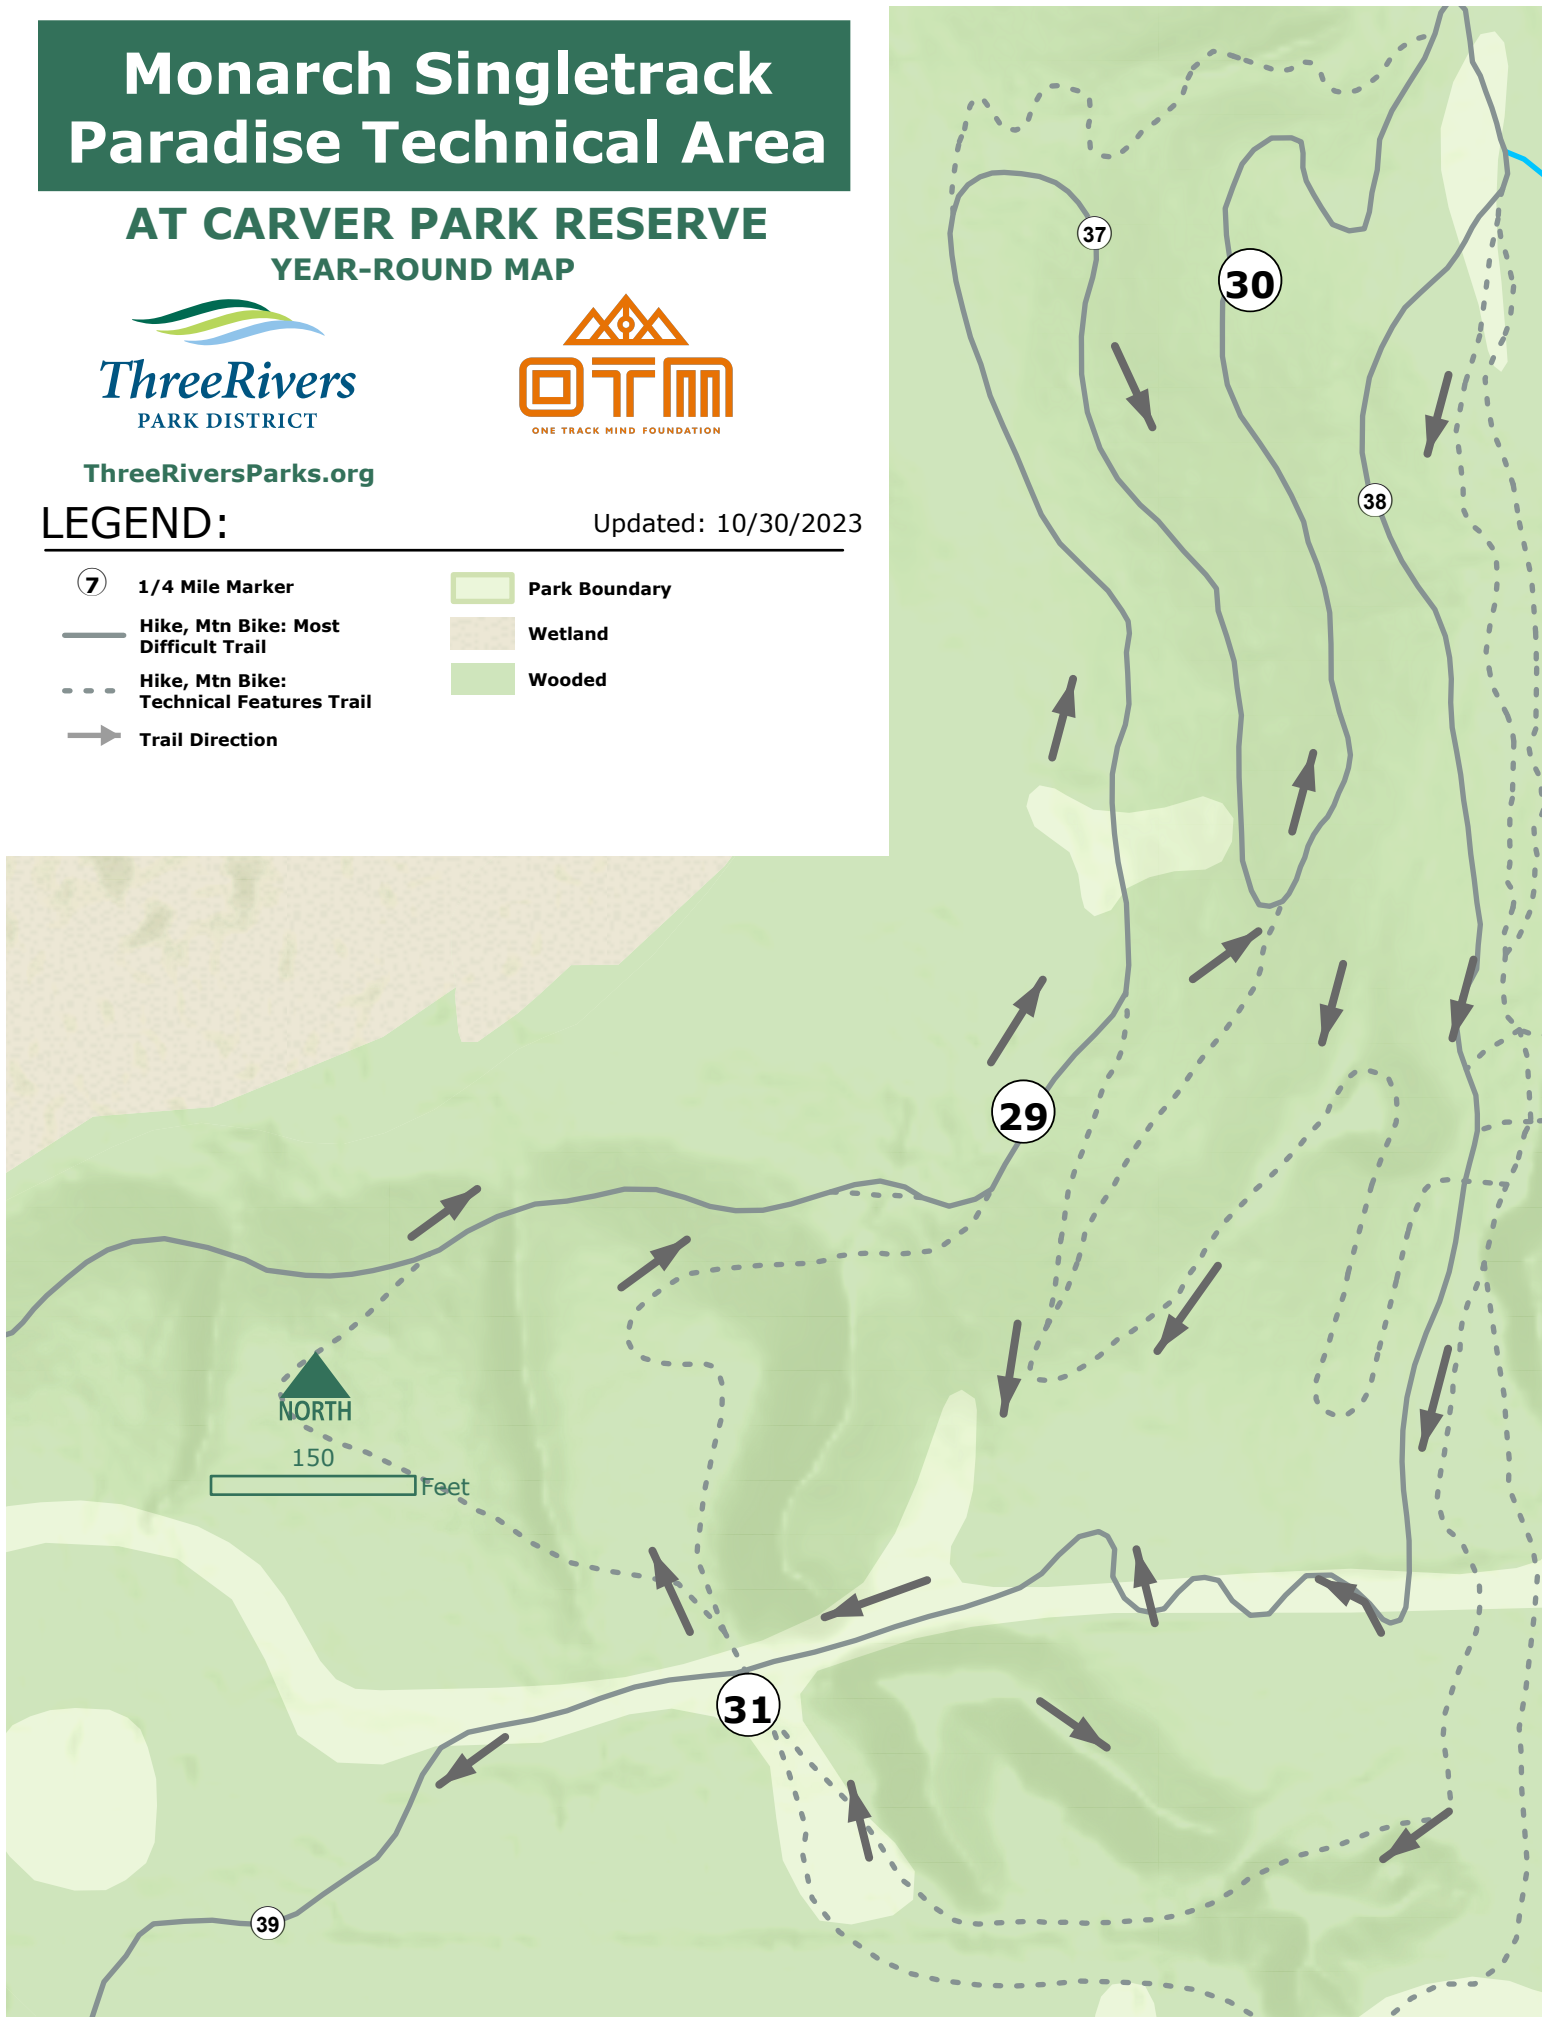 Monarch Singletrack
Paradise Technical Area
AT CARVER PARK RESERVE
YEAR-ROUND MAP
ThreeRivers
PARK DISTRICT
OTM
ONE TRACK MIND FOUNDATION
ThreeRiversParks.org
LEGEND:
Updated: 10/30/2023
7
1/4 Mile Marker
Hike, Mtn Bike: Most
Difficult Trail
Hike, Mtn Bike:
Technical Features Trail
Trail Direction
Park Boundary
Wetland
Wooded
37
30
38
29
NORTH
150
Feet
31
39